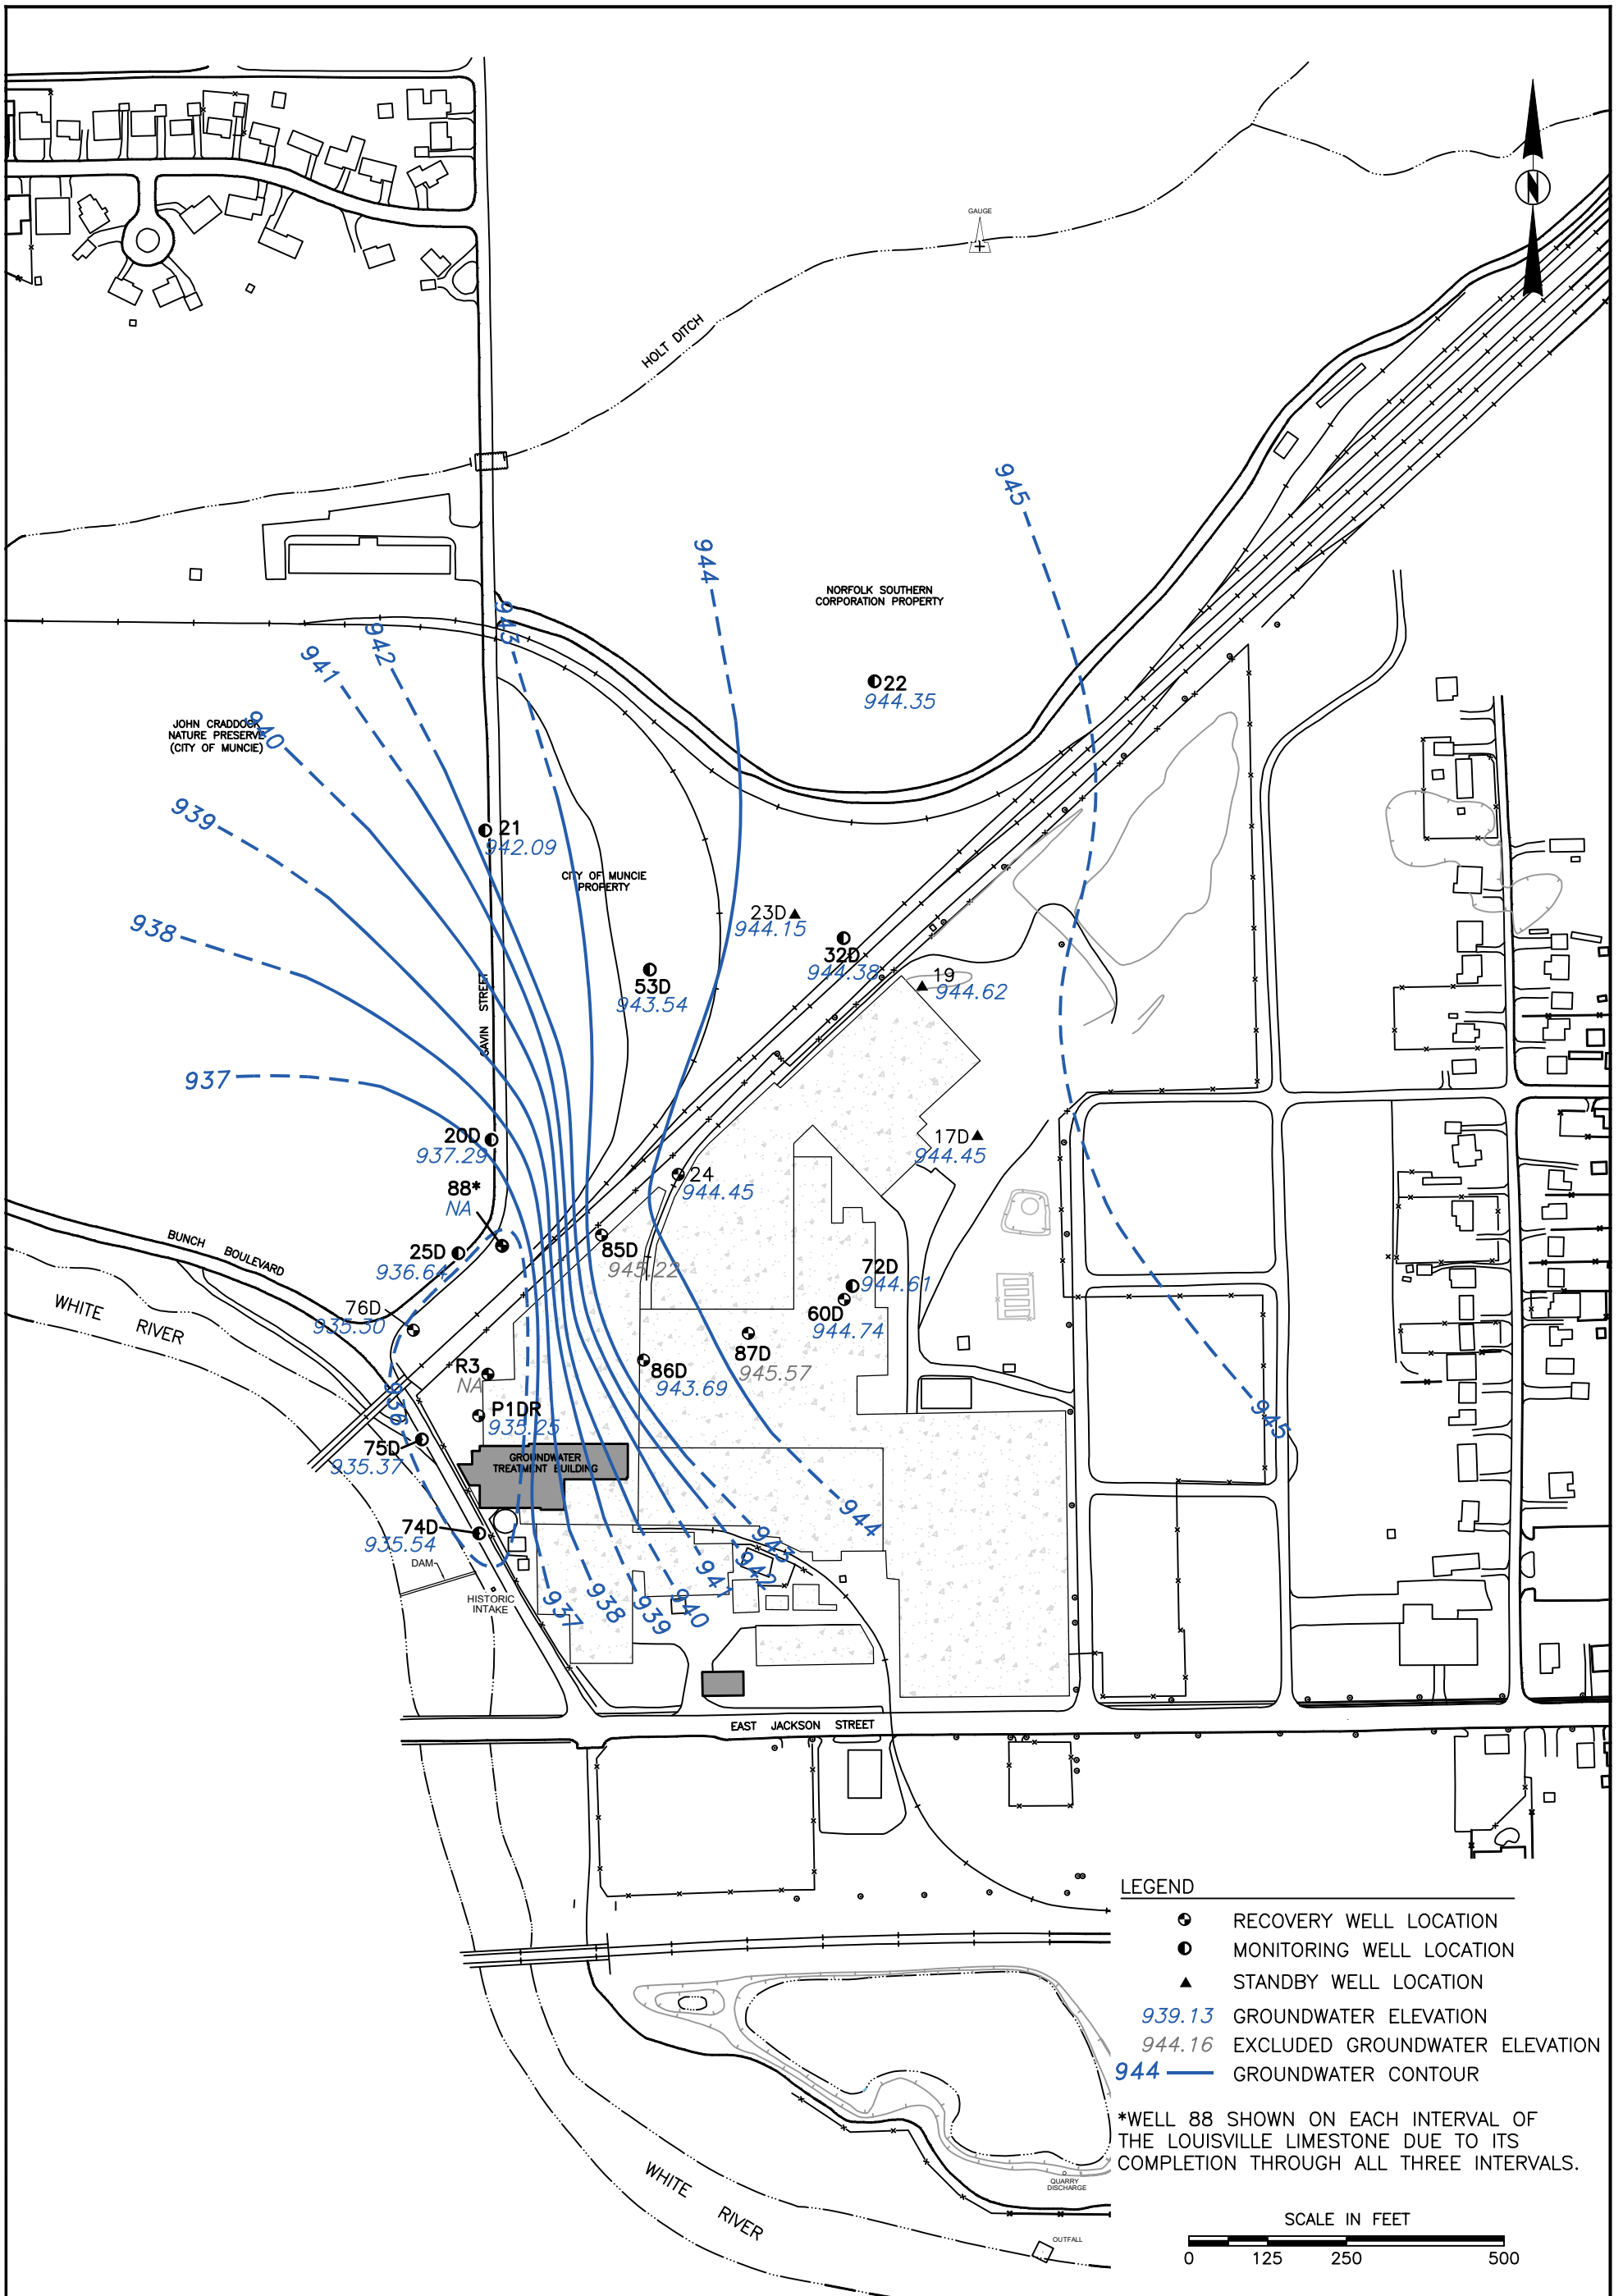 GAUGE
HOLT DITCH
945
944
NORFOLK SOUTHERN
CORPORATION PROPERTY
943
942
941
940
939
938
937
22
944.35
JOHN CRADDOCK
NATURE PRESERVE
(CITY OF MUNCIE)
21
942.09
CITY OF MUNCIE
PROPERTY
23D
944.15
32D
944.38
19
944.62
53D
943.54
GAVIN STREET
20D
937.29
17D
944.45
24
944.45
88*
NA
BUNCH BOULEVARD
25D
936.64
85D
945.22
72D
944.61
60D
944.74
WHITE RIVER
76D
935.30
87D
945.57
86D
943.69
R3
NA
936
P1DR
935.25
75D
935.37
GROUNDWATER
TREATMENT BUILDING
945
944
74D
935.54
DAM
HISTORIC
INTAKE
943
942
941
940
939
938
937
EAST JACKSON STREET
WHITE RIVER
QUARRY
DISCHARGE
OUTFALL
LEGEND
RECOVERY WELL LOCATION
MONITORING WELL LOCATION
STANDBY WELL LOCATION
939.13 GROUNDWATER ELEVATION
944.16 EXCLUDED GROUNDWATER ELEVATION
944 GROUNDWATER CONTOUR
*WELL 88 SHOWN ON EACH INTERVAL OF
THE LOUISVILLE LIMESTONE DUE TO ITS
COMPLETION THROUGH ALL THREE INTERVALS.
SCALE IN FEET
0 125 250 500